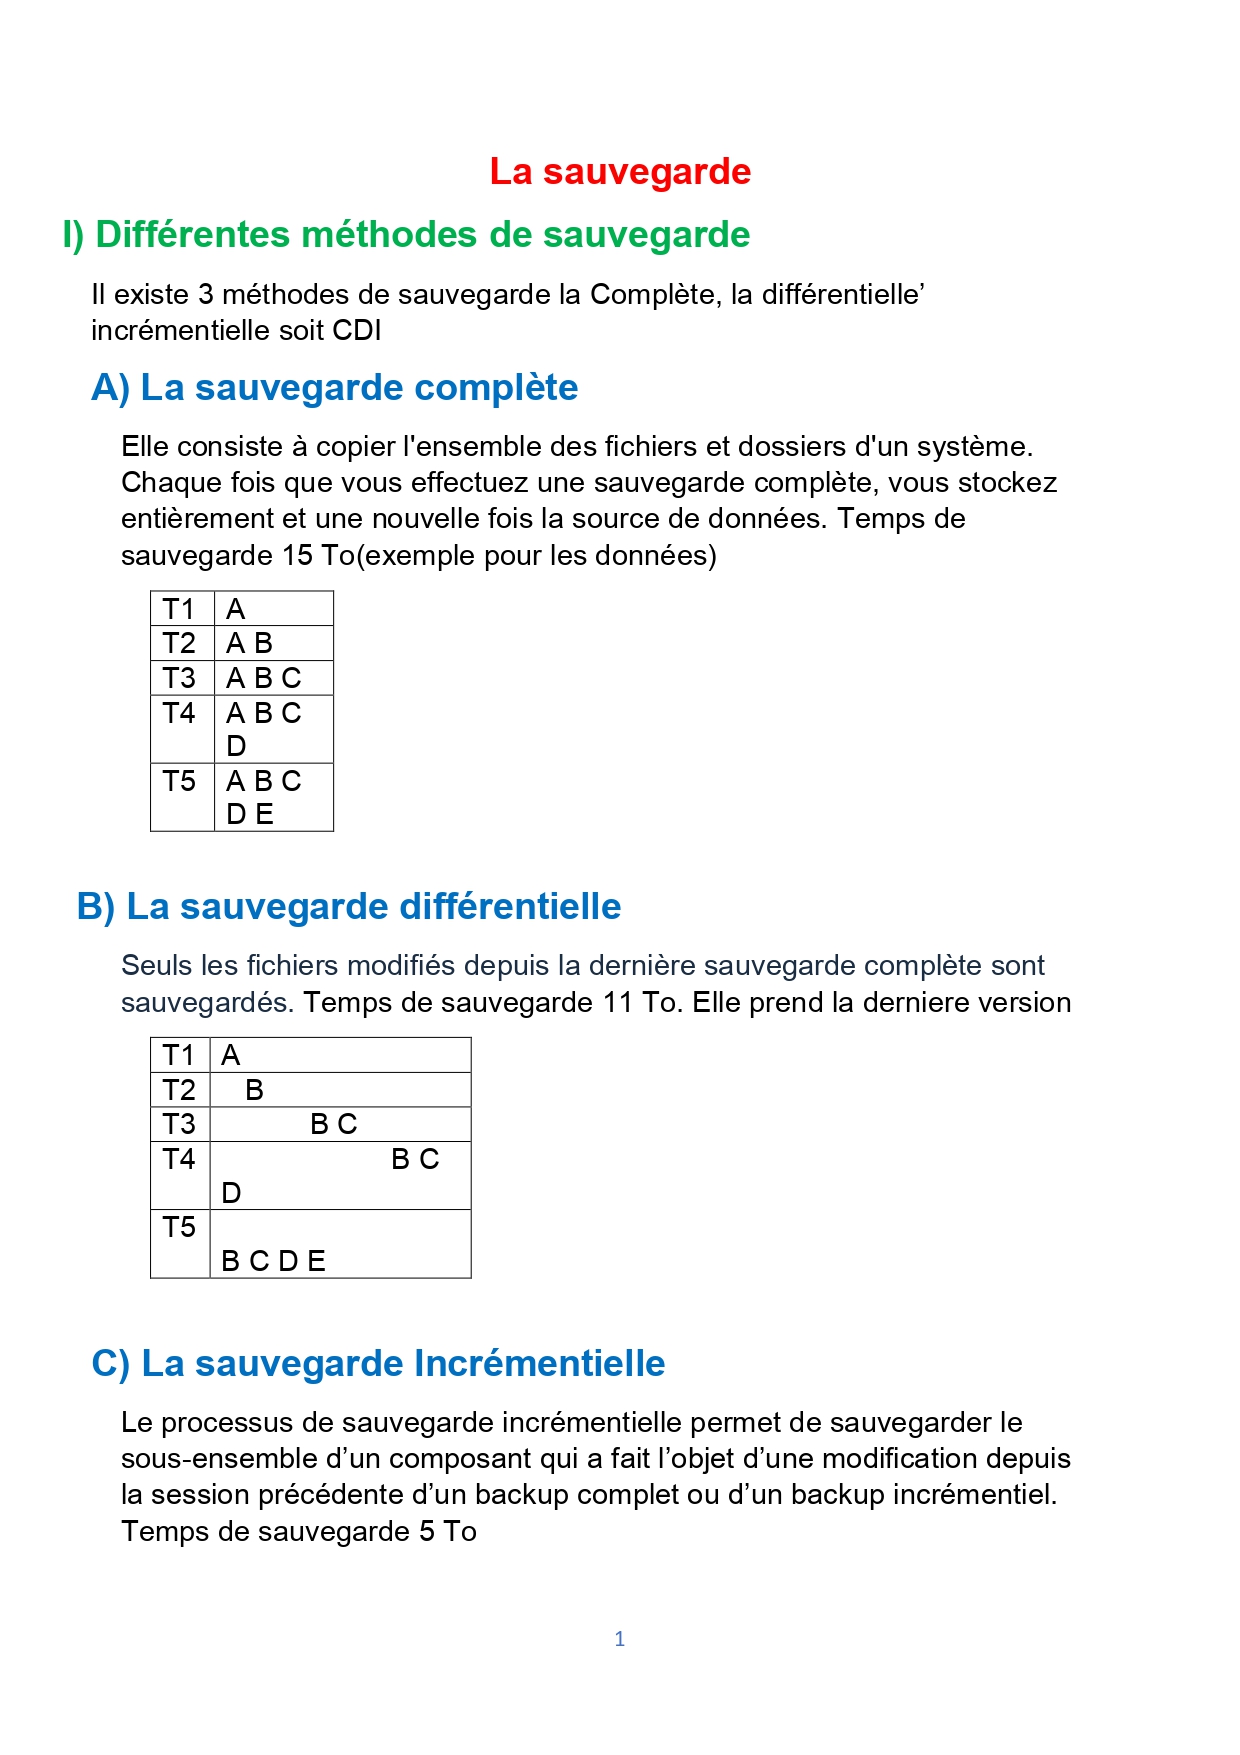 La sauvegarde
I) Différentes méthodes de sauvegarde
Il existe 3 méthodes de sauvegarde la Complète, la différentielle’
incrémentielle soit CDI
A) La sauvegarde complète
Elle consiste à copier l'ensemble des fichiers et dossiers d'un système.
Chaque fois que vous effectuez une sauvegarde complète, vous stockez
entièrement et une nouvelle fois la source de données. Temps de
sauvegarde 15 To(exemple pour les données)
T1 A
T2 A B
T3 A B C
T4 A B C
D
T5 A B C
D E
B) La sauvegarde différentielle
Seuls les fichiers modifiés depuis la dernière sauvegarde complète sont
sauvegardés. Temps de sauvegarde 11 To. Elle prend la derniere version
T1 A
T2 B
T3 B C
T4 B C
D
T5
B C D E
C) La sauvegarde Incrémentielle
Le processus de sauvegarde incrémentielle permet de sauvegarder le
sous-ensemble d’un composant qui a fait l’objet d’une modification depuis
la session précédente d’un backup complet ou d’un backup incrémentiel.
Temps de sauvegarde 5 To
1